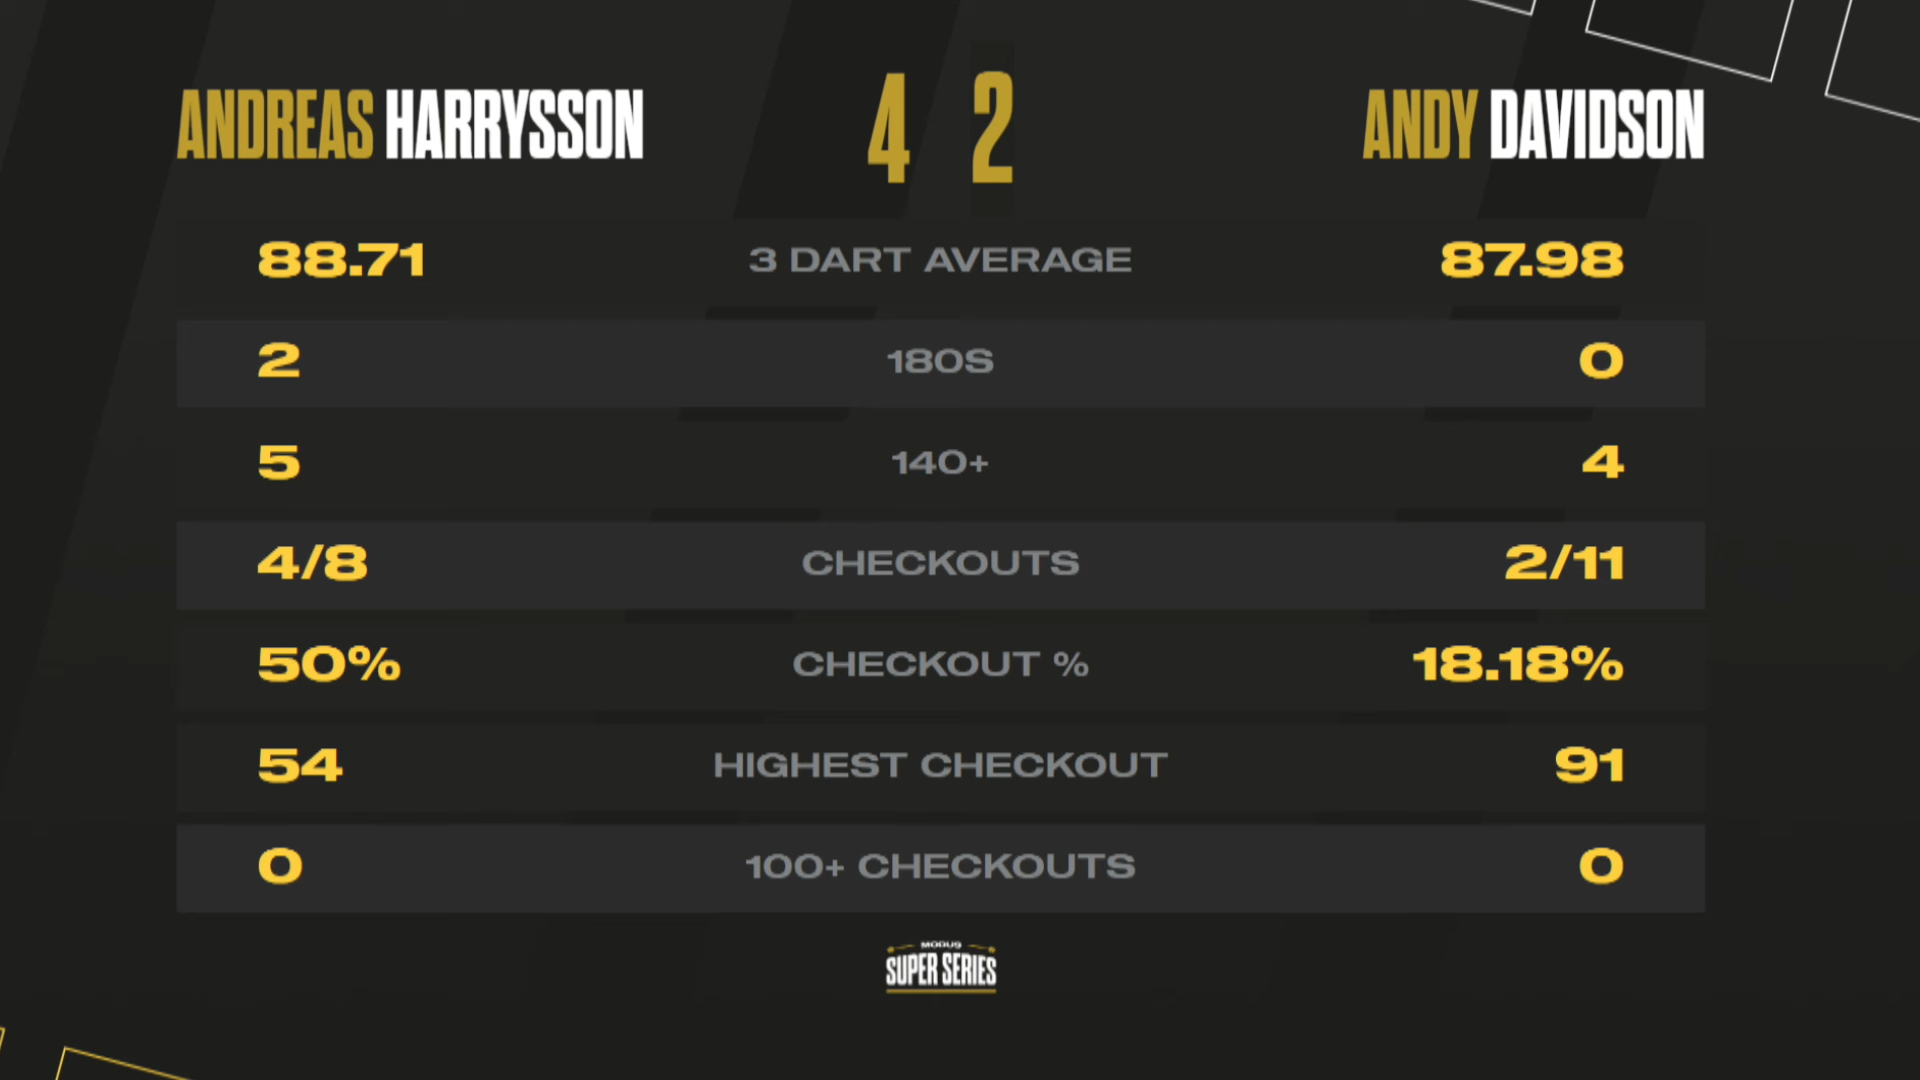 ANDREAS HARRYSSON 4 2 ANDY DAVIDSON
88.71 3 DART AVERAGE 87.98
2 180S 0
5 140+ 4
4/8 CHECKOUTS 2/11
50% CHECKOUT % 18.18%
54 HIGHEST CHECKOUT 91
0 100+ CHECKOUTS 0
MODUS
SUPER SERIES